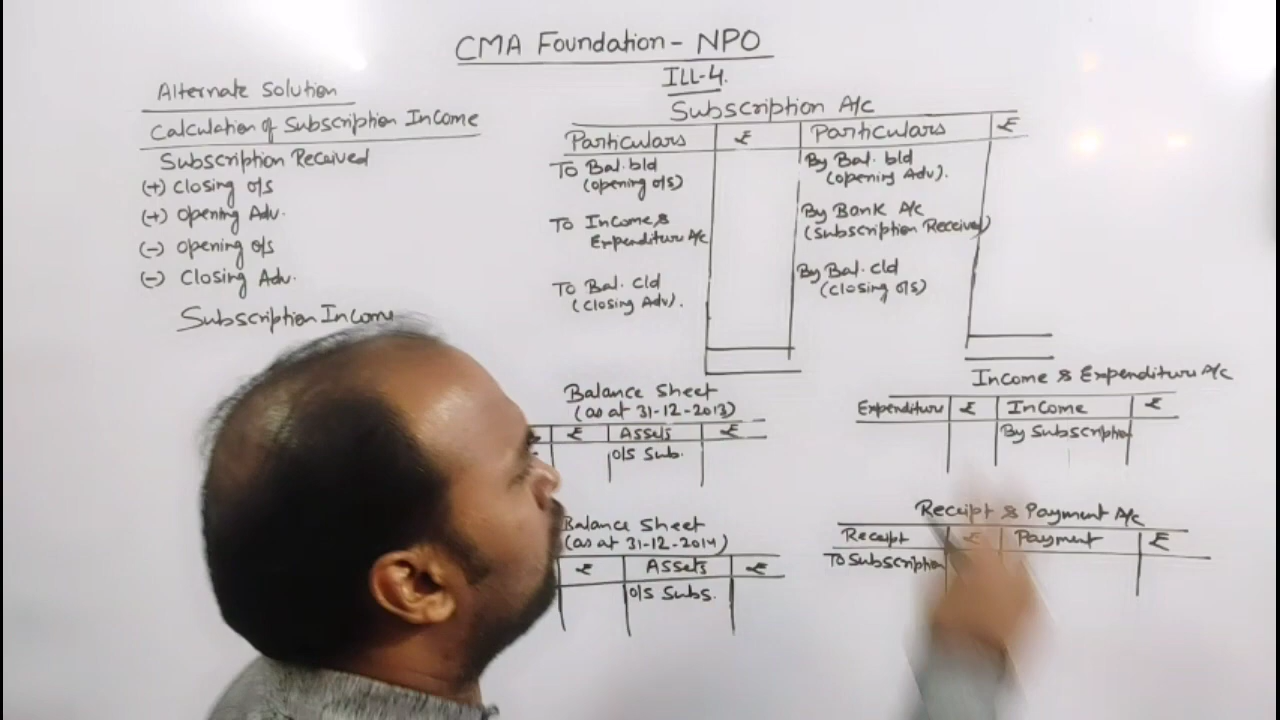 CMA Foundation - NPO
ILL-4.
Alternate Solution
Calculation of Subscription Income
Subscription Received
(+) Closing o/s
(+) Opening Adv.
(-) Opening o/s
(-) Closing Adv.
Subscription Income
Subscription A/c
Particulars ₹ Particulars ₹
To Bal. b/d
(opening o/s)
To Income &
Expenditure A/c
To Bal. c/d
(closing Adv).
By Bal. b/d
(opening Adv).
By Bank A/c
(Subscription Received)
By Bal. c/d
(closing o/s)
Balance Sheet
(as at 31-12-2013)
₹ Assets ₹
O/s Sub.
Balance Sheet
(as at 31-12-2014)
₹ Assets ₹
O/s Subs.
Income & Expenditure A/c
Expenditure ₹ Income ₹
By Subscription
Receipt & Payment A/c
Receipt ₹ Payment ₹
To Subscription